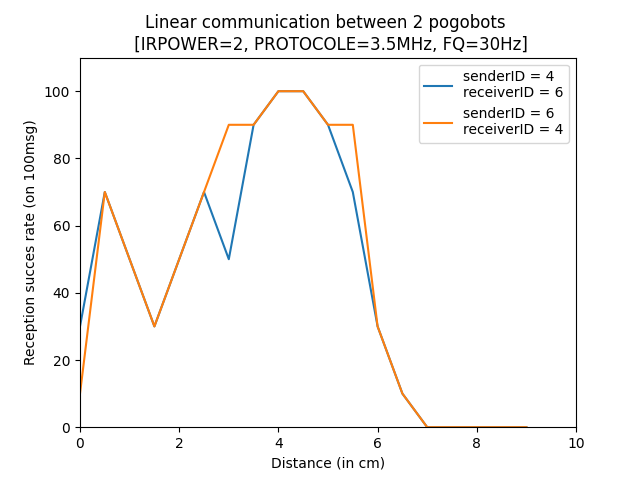 Linear communication between 2 pogobots
[IRPOWER=2, PROTOCOLE=3.5MHz, FQ=30Hz]
senderID = 4
receiverID = 6
senderID = 6
receiverID = 4
Reception succes rate (on 100msg)
100
80
60
40
20
0
0 2 4 6 8 10
Distance (in cm)